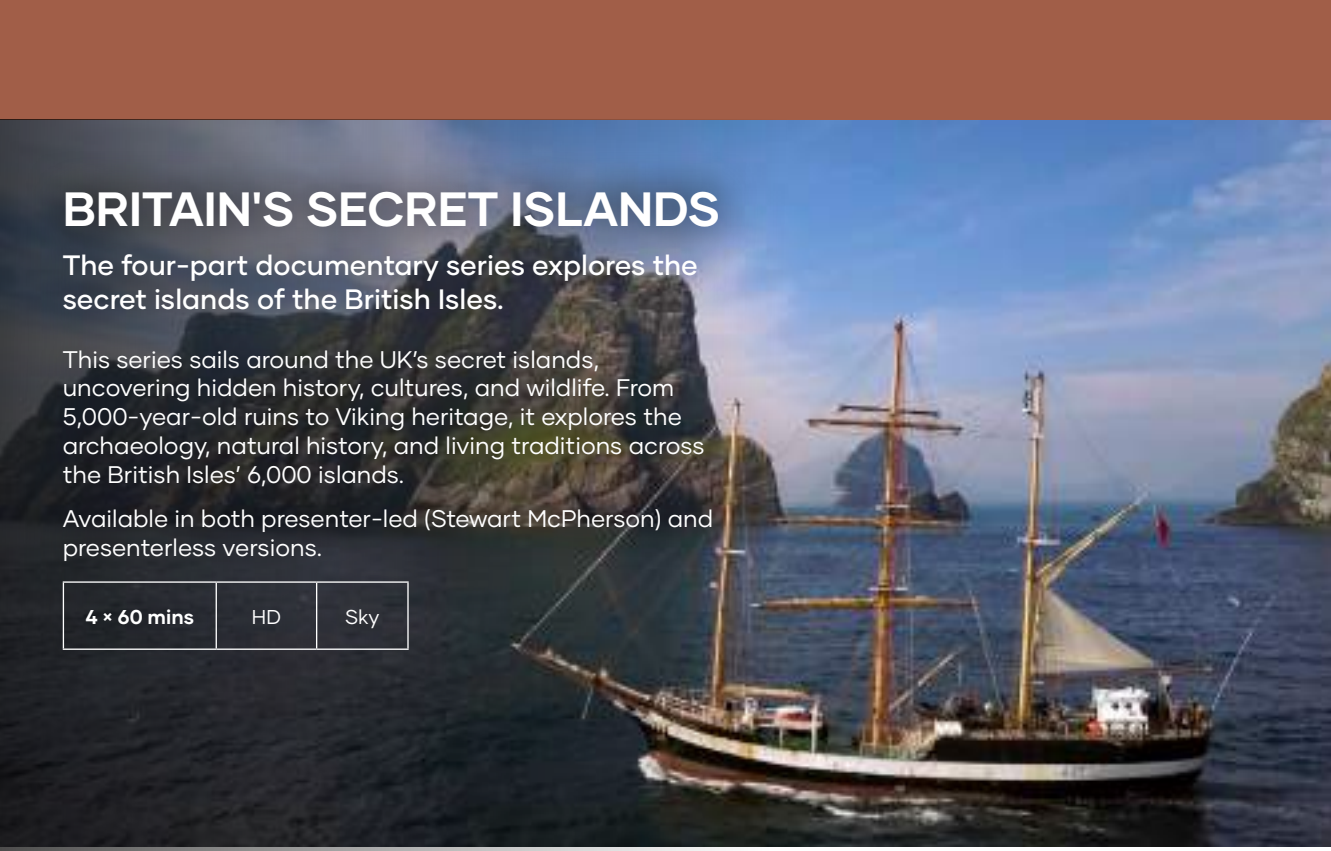 BRITAIN'S SECRET ISLANDS
The four-part documentary series explores the
secret islands of the British Isles.
This series sails around the UK’s secret islands,
uncovering hidden history, cultures, and wildlife. From
5,000-year-old ruins to Viking heritage, it explores the
archaeology, natural history, and living traditions across
the British Isles’ 6,000 islands.
Available in both presenter-led (Stewart McPherson) and
presenterless versions.
4 × 60 mins HD Sky